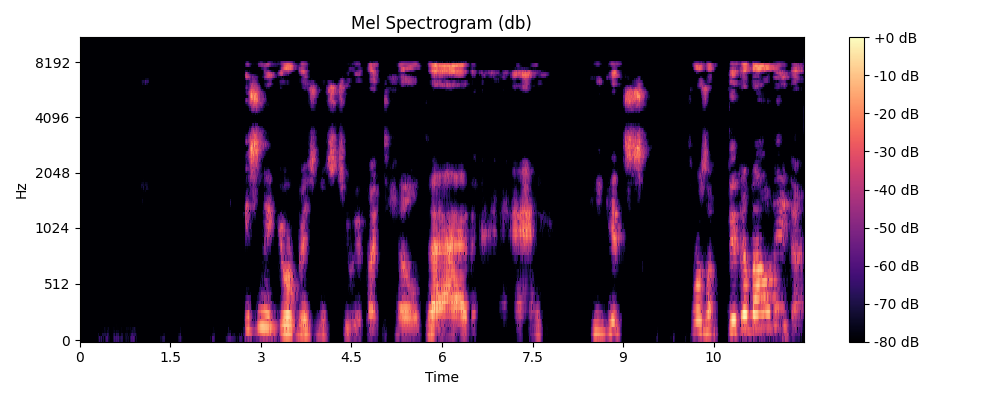 Mel Spectrogram (db)
8192
4096
2048
1024
512
0
Hz
0 1.5 3 4.5 6 7.5 9 10
Time
+0 dB
-10 dB
-20 dB
-30 dB
-40 dB
-50 dB
-60 dB
-70 dB
-80 dB